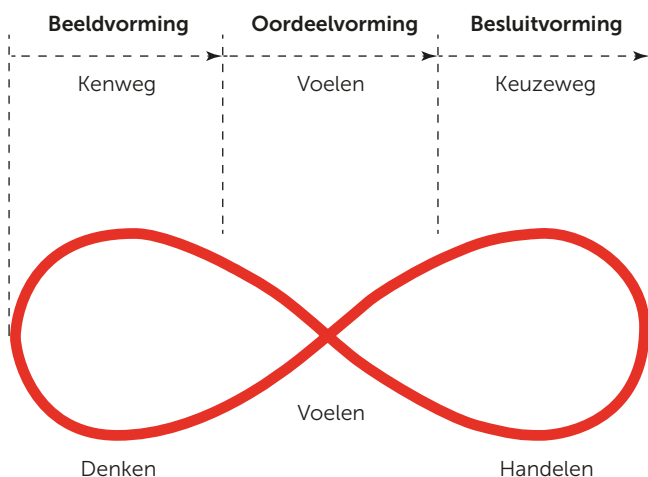 Beeldvorming Oordeelvorming Besluitvorming
Kenweg Voelen Keuzeweg
Voelen
Denken Handelen